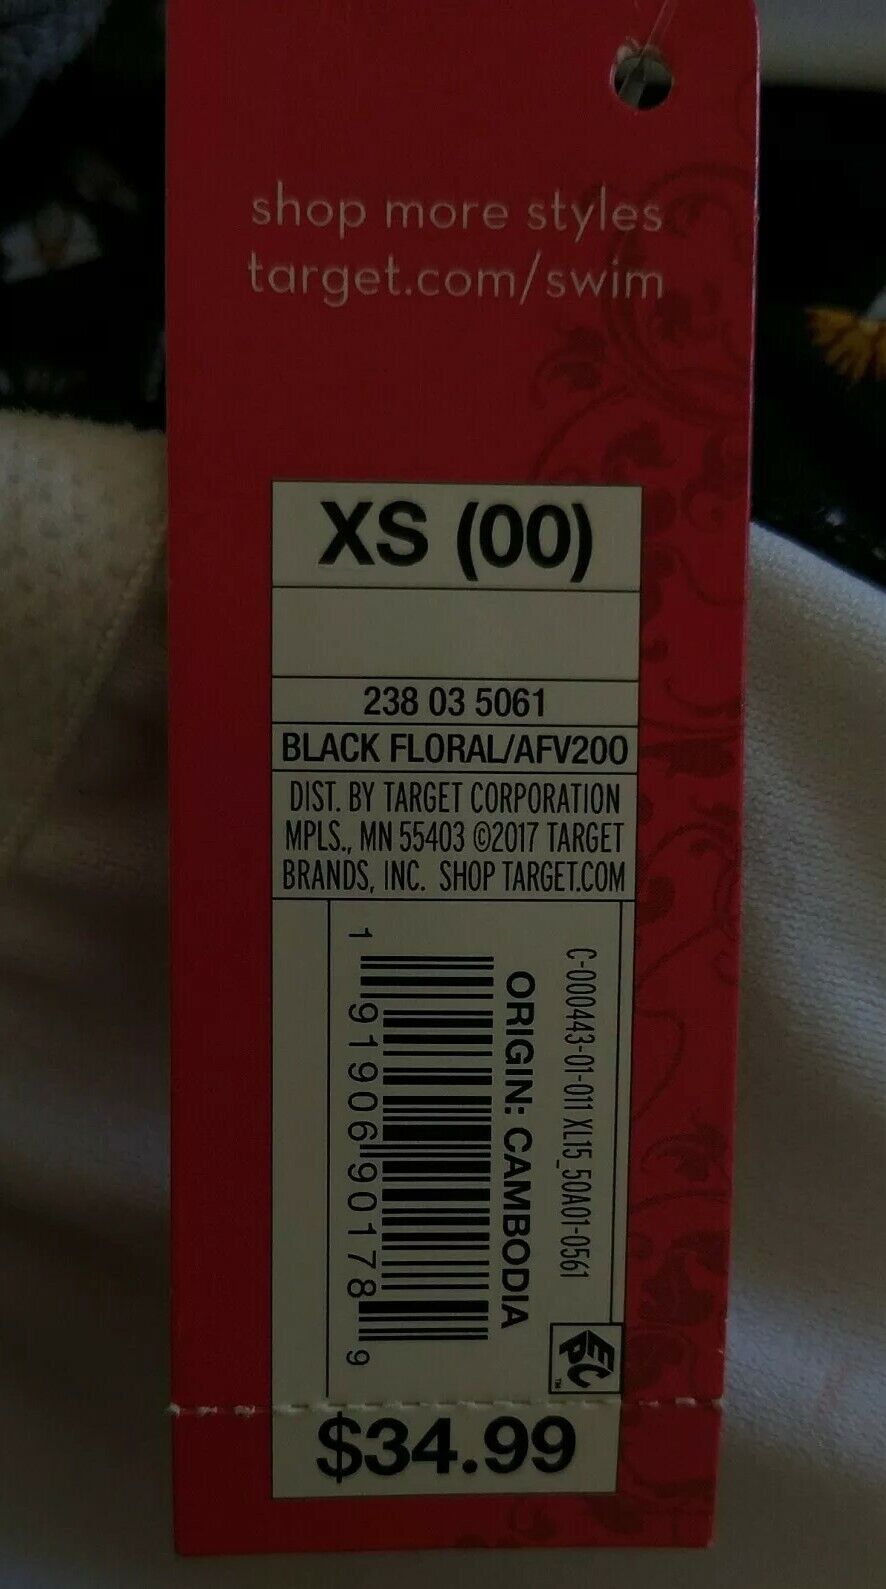 shop more styles
target.com/swim
XS (00)
238 03 5061
BLACK FLORAL/AFV200
DIST. BY TARGET CORPORATION
MPLS., MN 55403 ©2017 TARGET
BRANDS, INC. SHOP TARGET.COM
C-000443-01-011 XL15_50A01-0561
ORIGIN: CAMBODIA
1 91906 90178 9
EPC™
$34.99